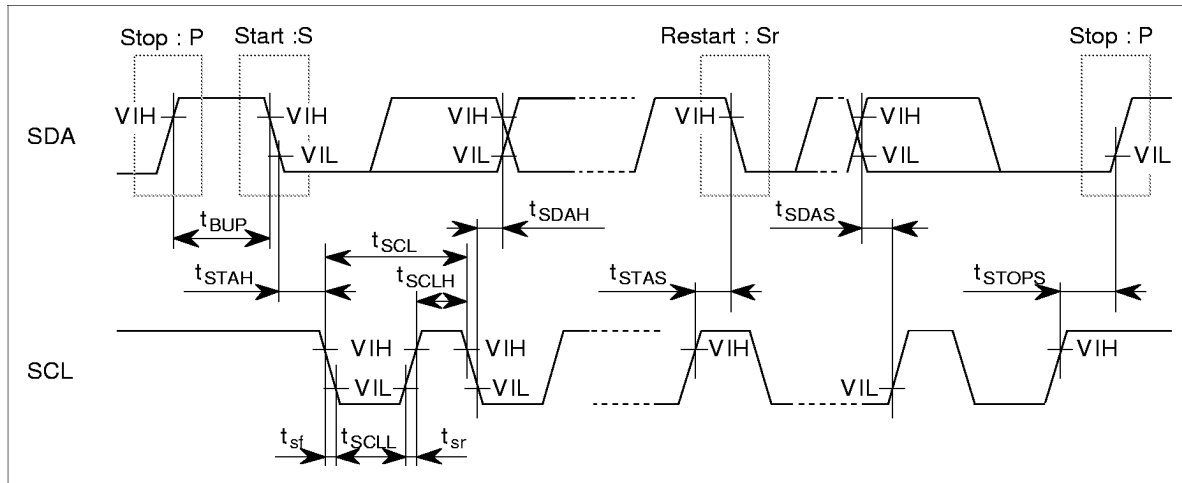 Stop : P Start :S Restart : Sr Stop : P
VIH VIH VIH VIH VIH
SDA
VIL VIL VIL VIL
tBUP tSDAH tSDAS
tSCL
tSTAH tSCLH tSTAS tSTOPS
VIH VIH VIH VIH
SCL
VIL VIL VIL
tsf tSCLL tsr